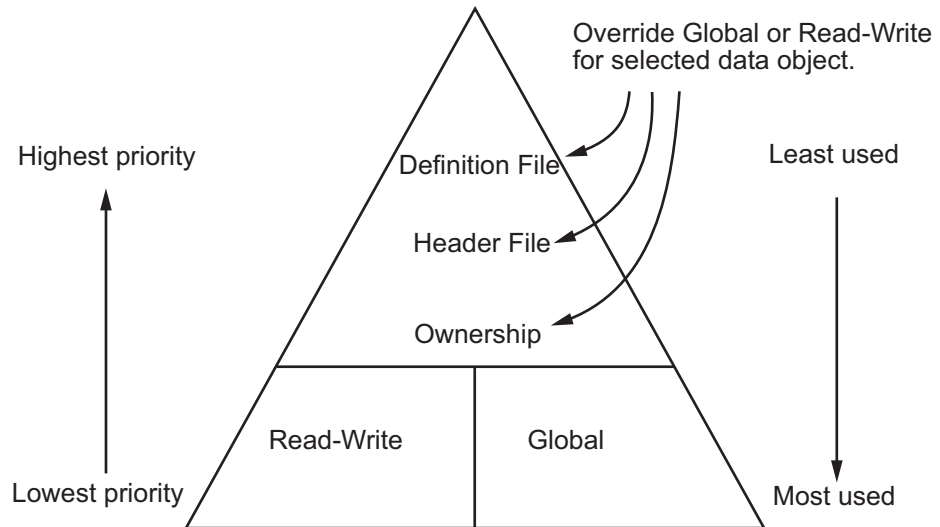 Override Global or Read-Write
for selected data object.
Highest priority
Definition File
Least used
Header File
Ownership
Read-Write
Global
Lowest priority
Most used